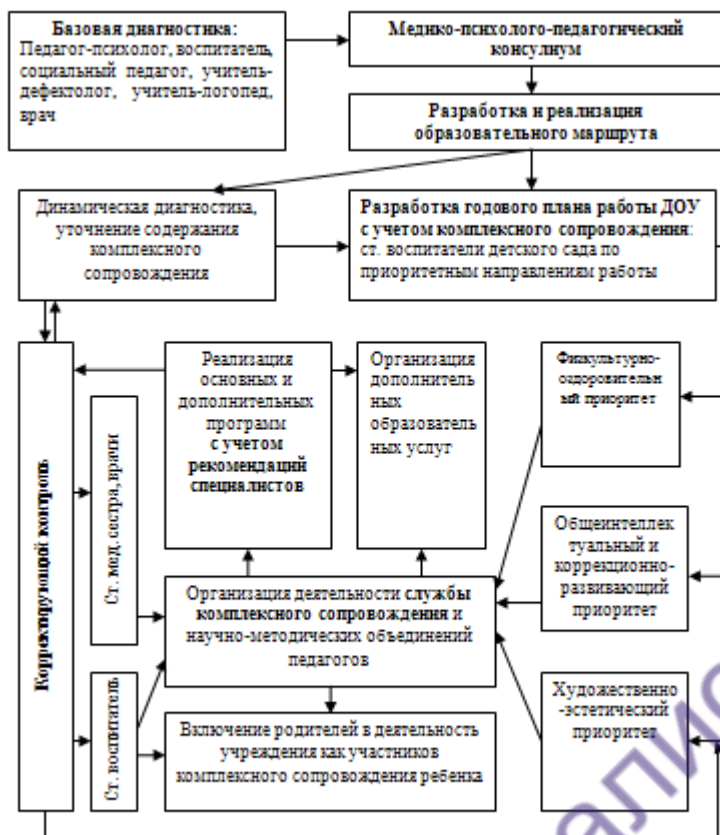 Базовая диагностика:
Педагог-психолог, воспитатель,
социальный педагог, учитель-
дефектолог, учитель-логопед,
врач
Медико-психолого-педагогический
консилиум
Разработка и реализация
образовательного маршрута
Динамическая диагностика,
уточнение содержания
комплексного
сопровождения
Разработка годового плана работы ДОУ
с учетом комплексного сопровождения:
ст. воспитатели детского сада по
приоритетным направлениям работы
Корректирующий контроль
Ст. мед. сестра, врачи
Ст. воспитатель
Реализация
основных и
дополнительных
программ
с учетом
рекомендаций
специалистов
Организация
дополнитель
ных
образователь
ных услуг
Физкультурно-
оздоровительн
ый приоритет
Общеинтеллек
туальный и
коррекционно-
развивающий
приоритет
Организация деятельности службы
комплексного сопровождения и
научно-методических объединений
педагогов
Художественно
-эстетический
приоритет
Включение родителей в деятельность
учреждения как участников
комплексного сопровождения ребенка